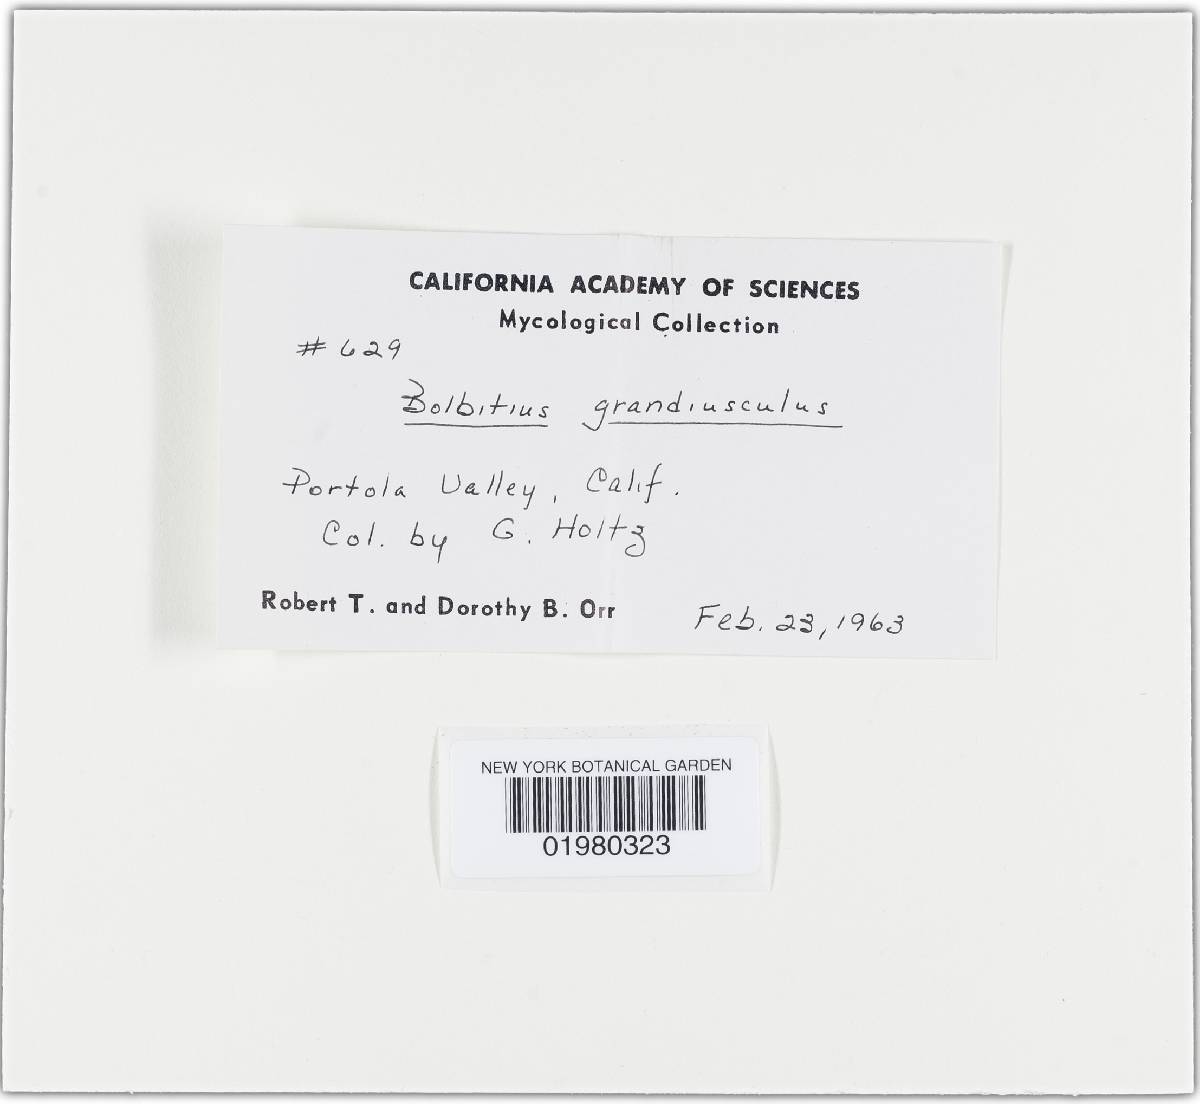 CALIFORNIA ACADEMY OF SCIENCES
Mycological Collection
# 629
Bolbitius grandiusculus
Portola Valley, Calif.
Col. by G. Holtz
Robert T. and Dorothy B. Orr Feb. 23, 1963
NEW YORK BOTANICAL GARDEN
01980323